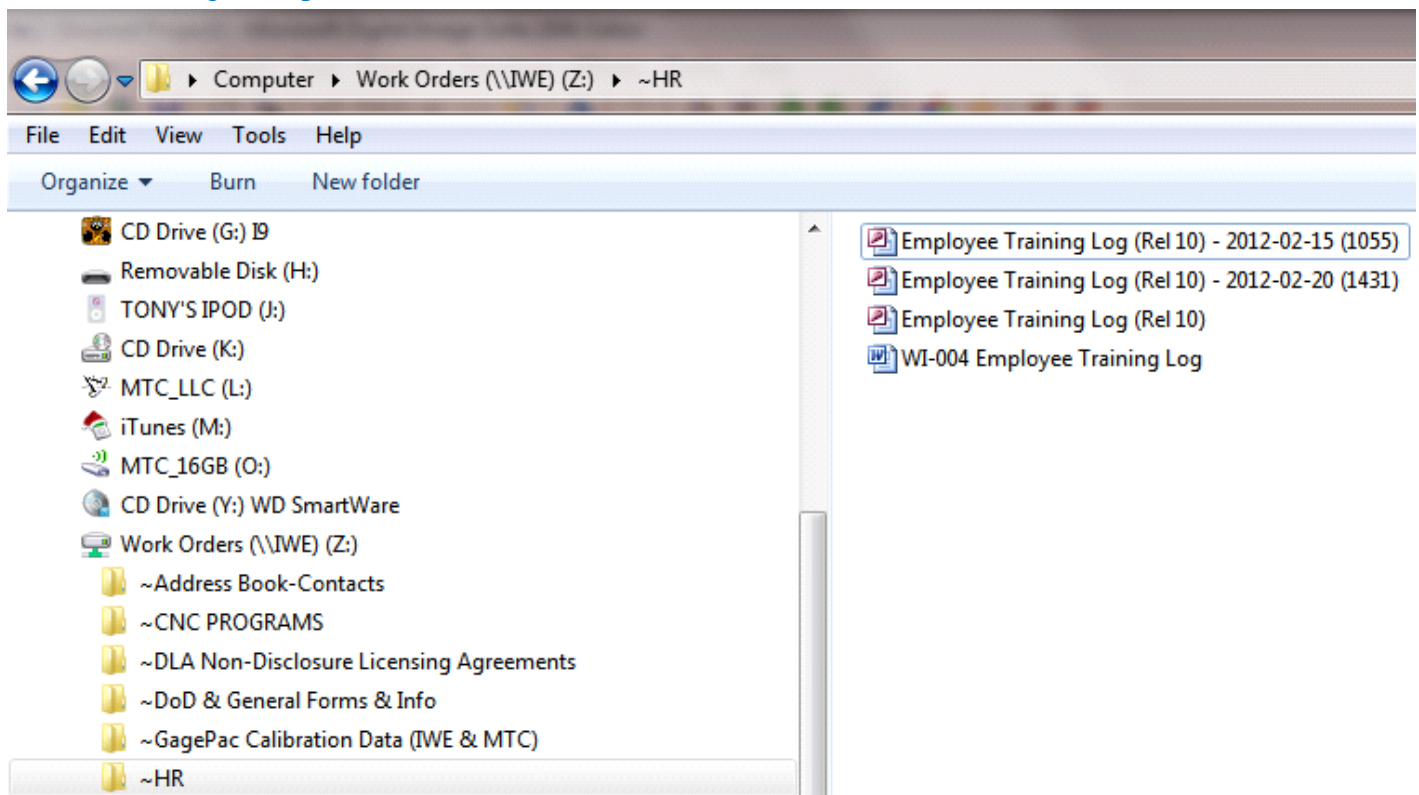 Computer ▸ Work Orders (\\IWE) (Z:) ▸ ~HR
File Edit View Tools Help
Organize Burn New folder
CD Drive (G:) I9
Removable Disk (H:)
TONY'S IPOD (J:)
CD Drive (K:)
MTC_LLC (L:)
iTunes (M:)
MTC_16GB (O:)
CD Drive (Y:) WD SmartWare
Work Orders (\\IWE) (Z:)
~Address Book-Contacts
~CNC PROGRAMS
~DLA Non-Disclosure Licensing Agreements
~DoD & General Forms & Info
~GagePac Calibration Data (IWE & MTC)
~HR
Employee Training Log (Rel 10) - 2012-02-15 (1055)
Employee Training Log (Rel 10) - 2012-02-20 (1431)
Employee Training Log (Rel 10)
WI-004 Employee Training Log